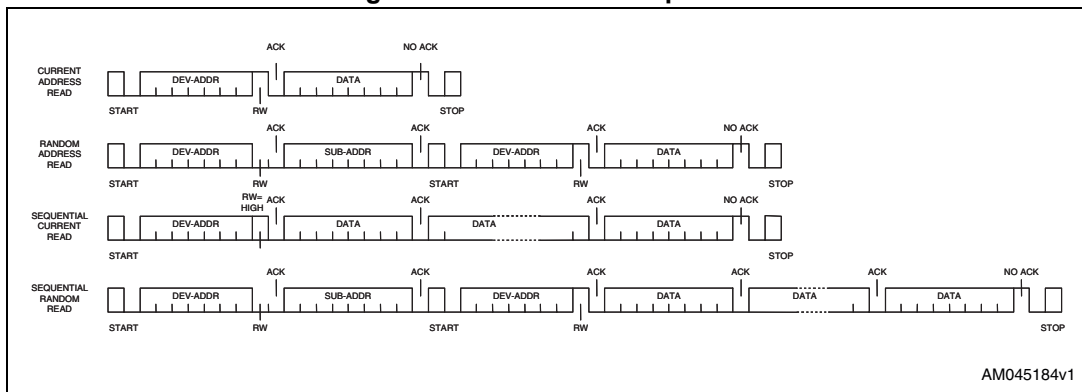 ACK NO ACK
CURRENT
ADDRESS
READ
DEV-ADDR DATA
START RW STOP
ACK ACK ACK NO ACK
RANDOM
ADDRESS
READ
DEV-ADDR SUB-ADDR DEV-ADDR DATA
START RW START RW STOP
RW=
HIGH
ACK ACK ACK NO ACK
SEQUENTIAL
CURRENT
READ
DEV-ADDR DATA DATA DATA
START STOP
ACK ACK ACK ACK ACK NO ACK
SEQUENTIAL
RANDOM
READ
DEV-ADDR SUB-ADDR DEV-ADDR DATA DATA DATA
START RW START RW STOP
AM045184v1